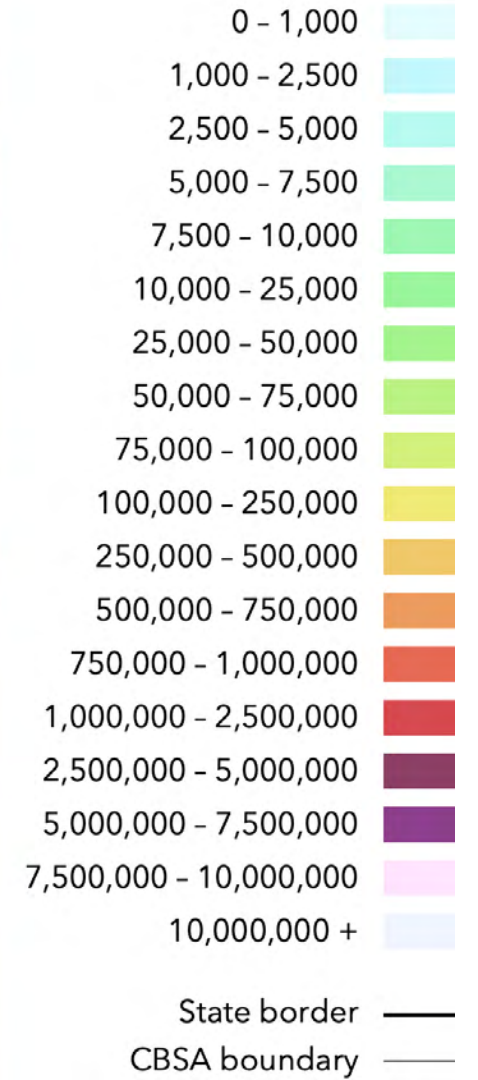 0 – 1,000
1,000 – 2,500
2,500 – 5,000
5,000 – 7,500
7,500 – 10,000
10,000 – 25,000
25,000 – 50,000
50,000 – 75,000
75,000 – 100,000
100,000 – 250,000
250,000 – 500,000
500,000 – 750,000
750,000 – 1,000,000
1,000,000 – 2,500,000
2,500,000 – 5,000,000
5,000,000 – 7,500,000
7,500,000 – 10,000,000
10,000,000 +
State border
CBSA boundary